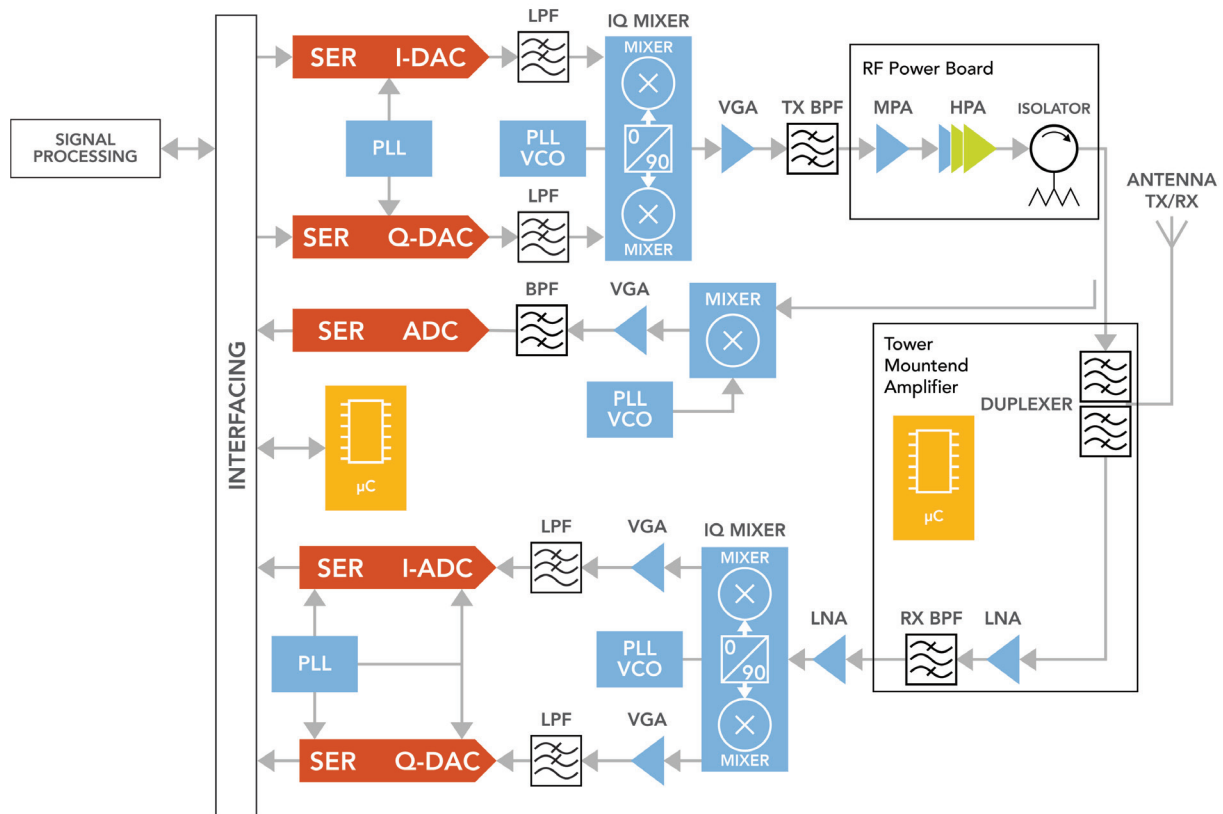 LPF
IQ MIXER
SER I-DAC
MIXER
RF Power Board
VGA
TX BPF
MPA
HPA
ISOLATOR
SIGNAL
PROCESSING
PLL
PLL
VCO
0
90
ANTENNA
TX/RX
LPF
SER Q-DAC
MIXER
INTERFACING
BPF
VGA
MIXER
SER ADC
PLL
VCO
Tower
Mountend
Amplifier
DUPLEXER
µC
µC
LPF
VGA
IQ MIXER
MIXER
SER I-ADC
LNA
RX BPF
LNA
PLL
PLL
VCO
0
90
LPF
VGA
SER Q-DAC
MIXER